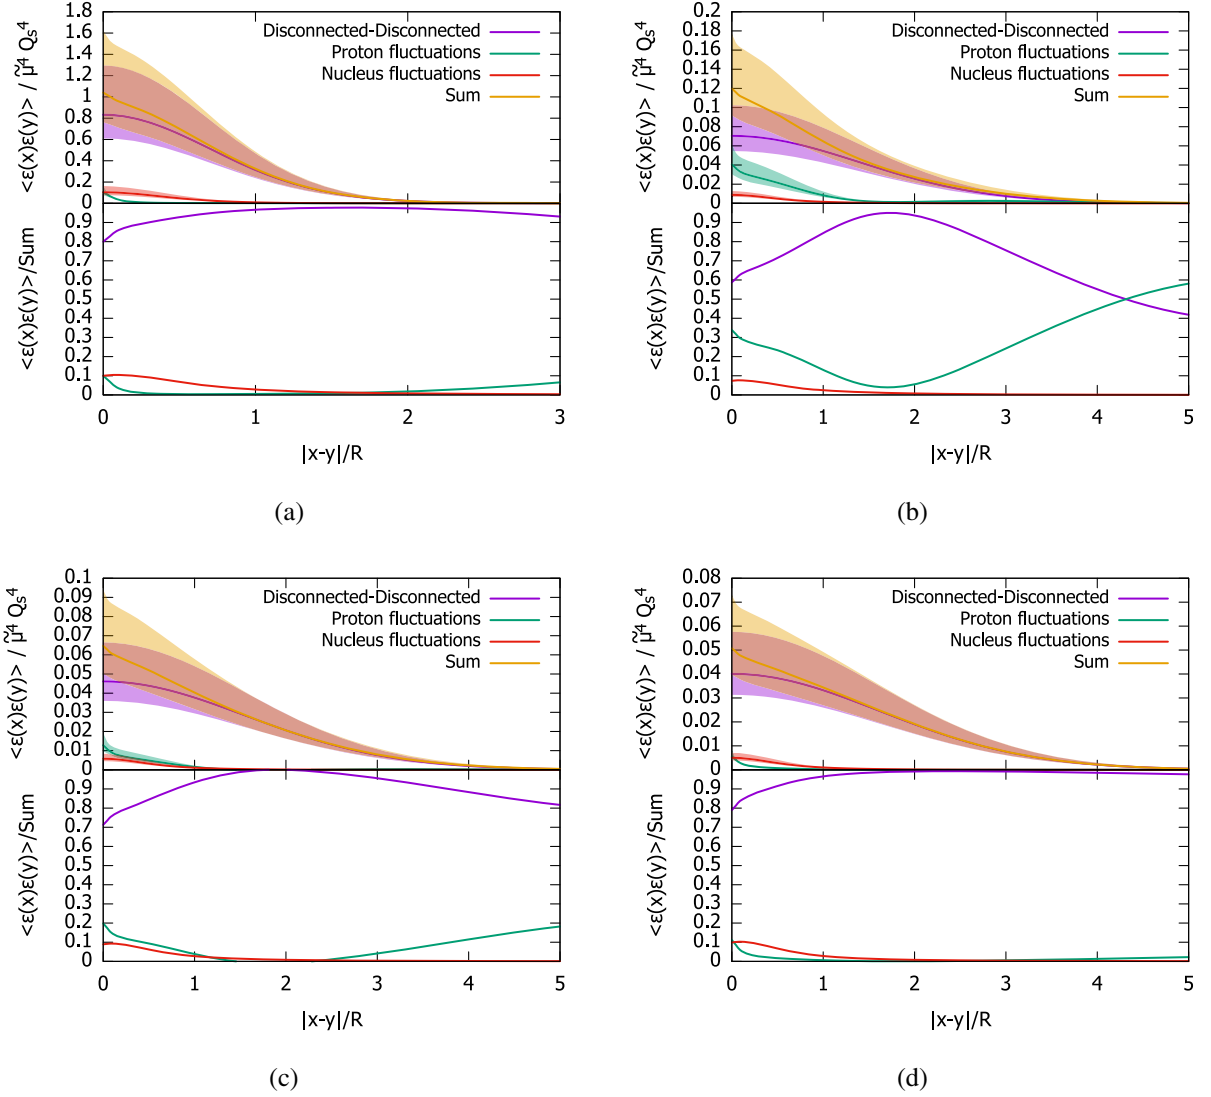 <ε(x)ε(y)> / μ̃⁴ Qs⁴
1.8
1.6
1.4
1.2
1
0.8
0.6
0.4
0.2
0
Disconnected-Disconnected
Proton fluctuations
Nucleus fluctuations
Sum
<ε(x)ε(y)>/Sum
0.9
0.8
0.7
0.6
0.5
0.4
0.3
0.2
0.1
0
0 1 2 3
|x-y|/R
(a)
<ε(x)ε(y)> / μ̃⁴ Qs⁴
0.2
0.18
0.16
0.14
0.12
0.1
0.08
0.06
0.04
0.02
0
Disconnected-Disconnected
Proton fluctuations
Nucleus fluctuations
Sum
<ε(x)ε(y)>/Sum
0.9
0.8
0.7
0.6
0.5
0.4
0.3
0.2
0.1
0
0 1 2 3 4 5
|x-y|/R
(b)
<ε(x)ε(y)> / μ̃⁴ Qs⁴
0.1
0.09
0.08
0.07
0.06
0.05
0.04
0.03
0.02
0.01
0
Disconnected-Disconnected
Proton fluctuations
Nucleus fluctuations
Sum
<ε(x)ε(y)>/Sum
0.9
0.8
0.7
0.6
0.5
0.4
0.3
0.2
0.1
0
0 1 2 3 4 5
|x-y|/R
(c)
<ε(x)ε(y)> / μ̃⁴ Qs⁴
0.08
0.07
0.06
0.05
0.04
0.03
0.02
0.01
0
Disconnected-Disconnected
Proton fluctuations
Nucleus fluctuations
Sum
<ε(x)ε(y)>/Sum
0.9
0.8
0.7
0.6
0.5
0.4
0.3
0.2
0.1
0
0 1 2 3 4 5
|x-y|/R
(d)